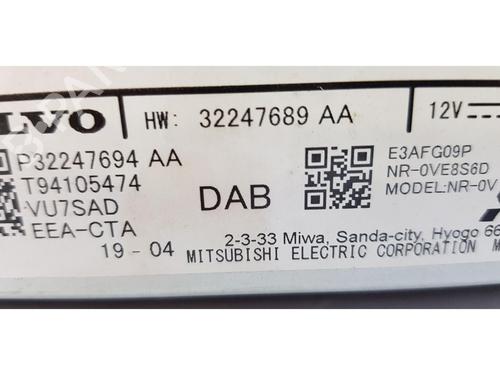 LVO
HW: 32247689 AA
12V
P32247694 AA
T94105474
VU7SAD
EEA-CTA
19 - 04
DAB
E3AFG09P
NR-0VE8S6D
MODEL:NR-0V
2-3-33 Miwa, Sanda-city, Hyogo 66
MITSUBISHI ELECTRIC CORPORATION